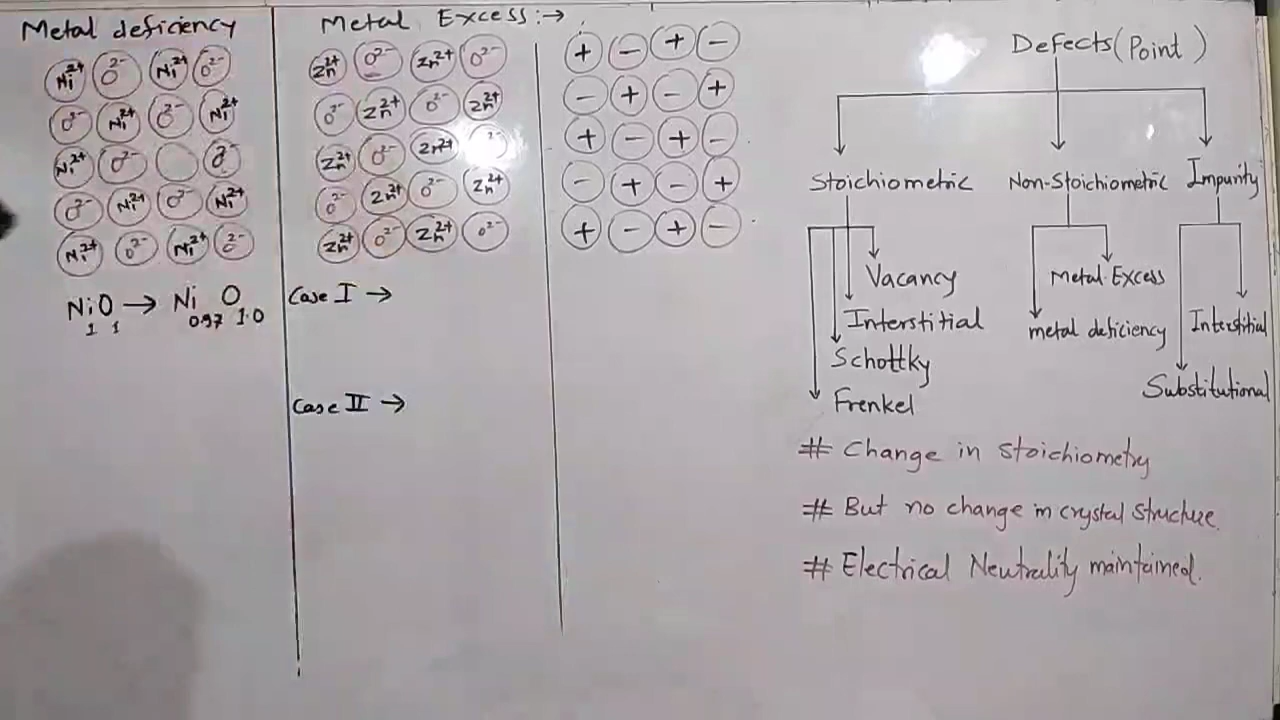 Metal deficiency
Ni2+ O2- Ni2+ O2-
O2- Ni2+ O2- Ni2+
Ni2+ O2- O2-
O2- Ni2+ O2- Ni2+
Ni2+ O2- Ni2+ O2-
NiO → Ni O
1 1 0.97 1.0
Metal Excess :→
Zn2+ O2- Zn2+ O2-
O2- Zn2+ O2- Zn2+
Zn2+ O2- Zn2+ 2-
O2- Zn2+ O2- Zn2+
Zn2+ O2- Zn2+ O2-
Case I →
Case II →
+ - + -
- + - +
+ - + -
- + - +
+ - + -
Defects (Point)
Stoichiometric Non-Stoichiometric Impurity
Vacancy
Interstitial
Schottky
Frenkel
Metal Excess
metal deficiency
Interstitial
Substitutional
# Change in stoichiometry
# But no change in crystal structure.
# Electrical Neutrality maintained.